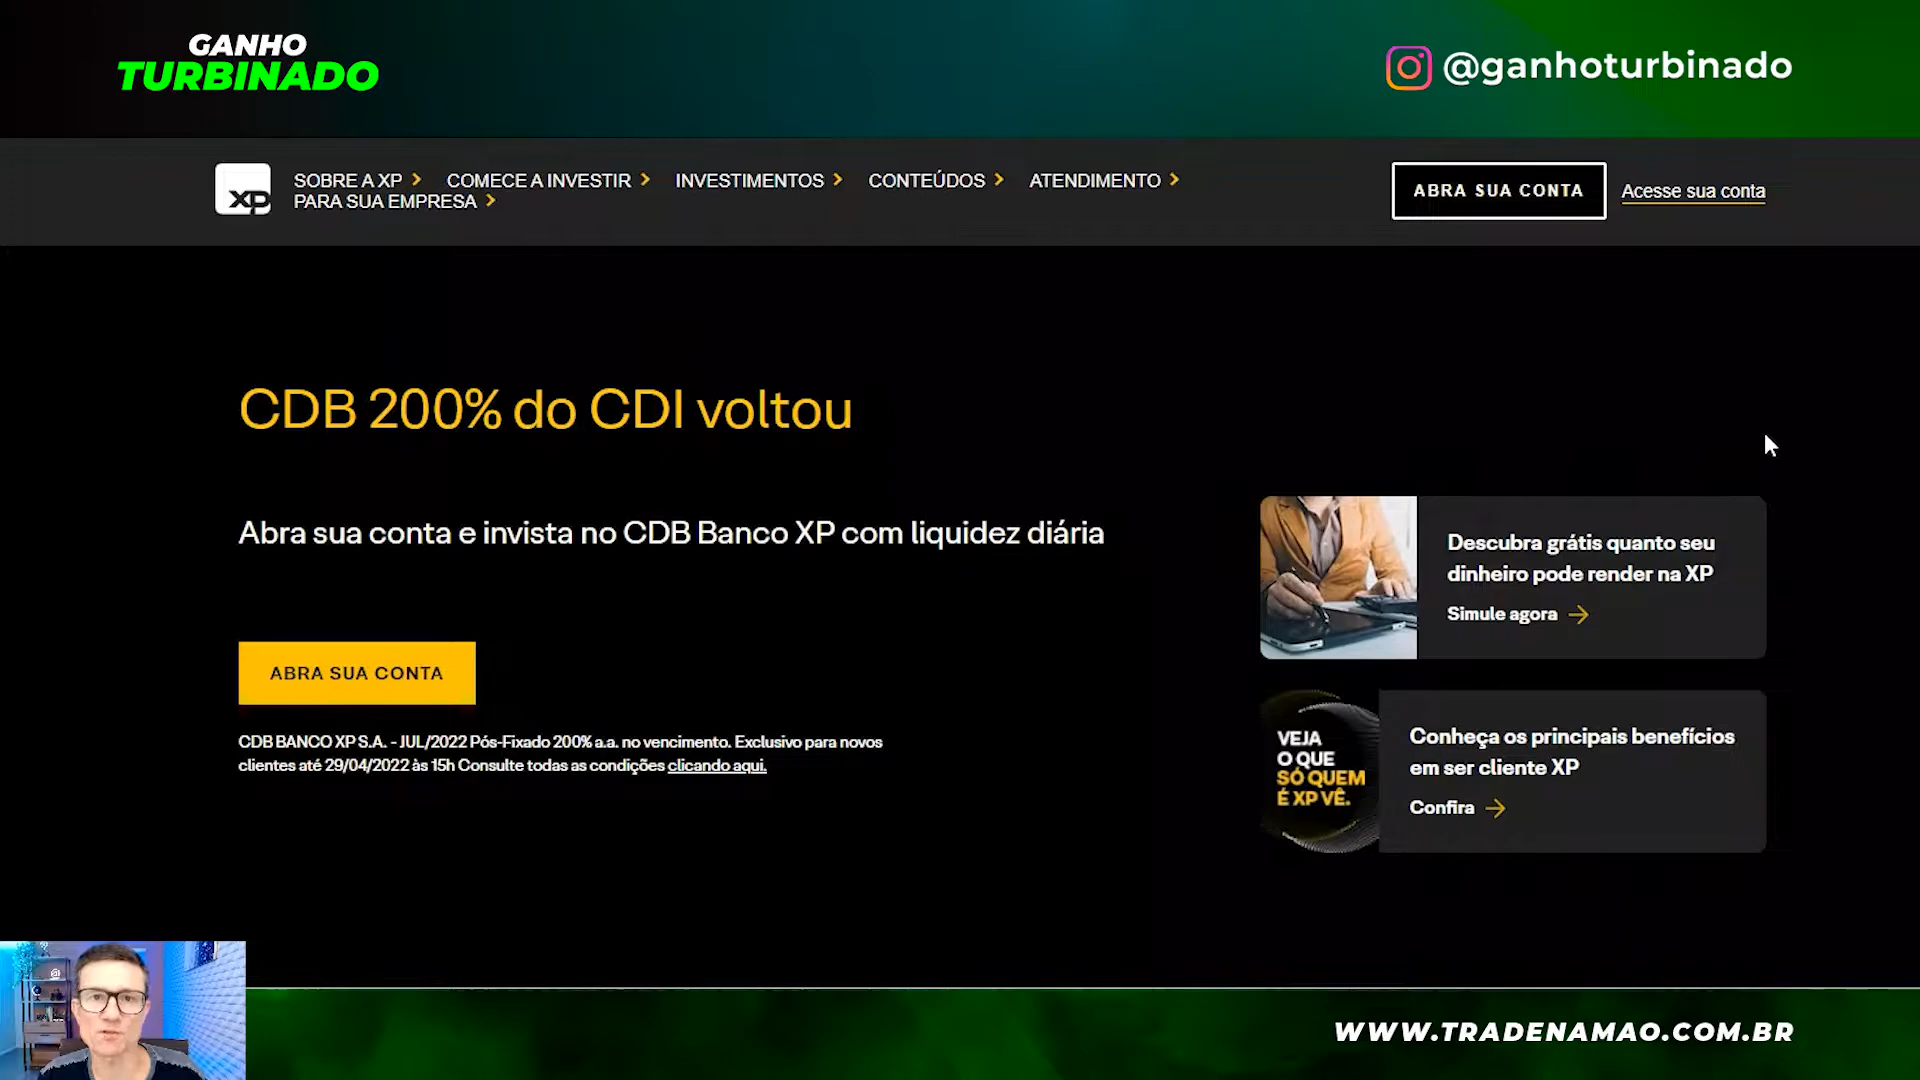 GANHO
TURBINADO
@ganhoturbinado
XP
SOBRE A XP
COMECE A INVESTIR
INVESTIMENTOS
CONTEÚDOS
ATENDIMENTO
PARA SUA EMPRESA
ABRA SUA CONTA
Acesse sua conta
CDB 200% do CDI voltou
Abra sua conta e invista no CDB Banco XP com liquidez diária
ABRA SUA CONTA
CDB BANCO XP S.A. - JUL/2022 Pós-Fixado 200% a.a. no vencimento. Exclusivo para novos
clientes até 29/04/2022 às 15h Consulte todas as condições clicando aqui.
Descubra grátis quanto seu
dinheiro pode render na XP
Simule agora
VEJA
O QUE
SÓ QUEM
É XP VÊ.
Conheça os principais benefícios
em ser cliente XP
Confira
WWW.TRADENAMAO.COM.BR